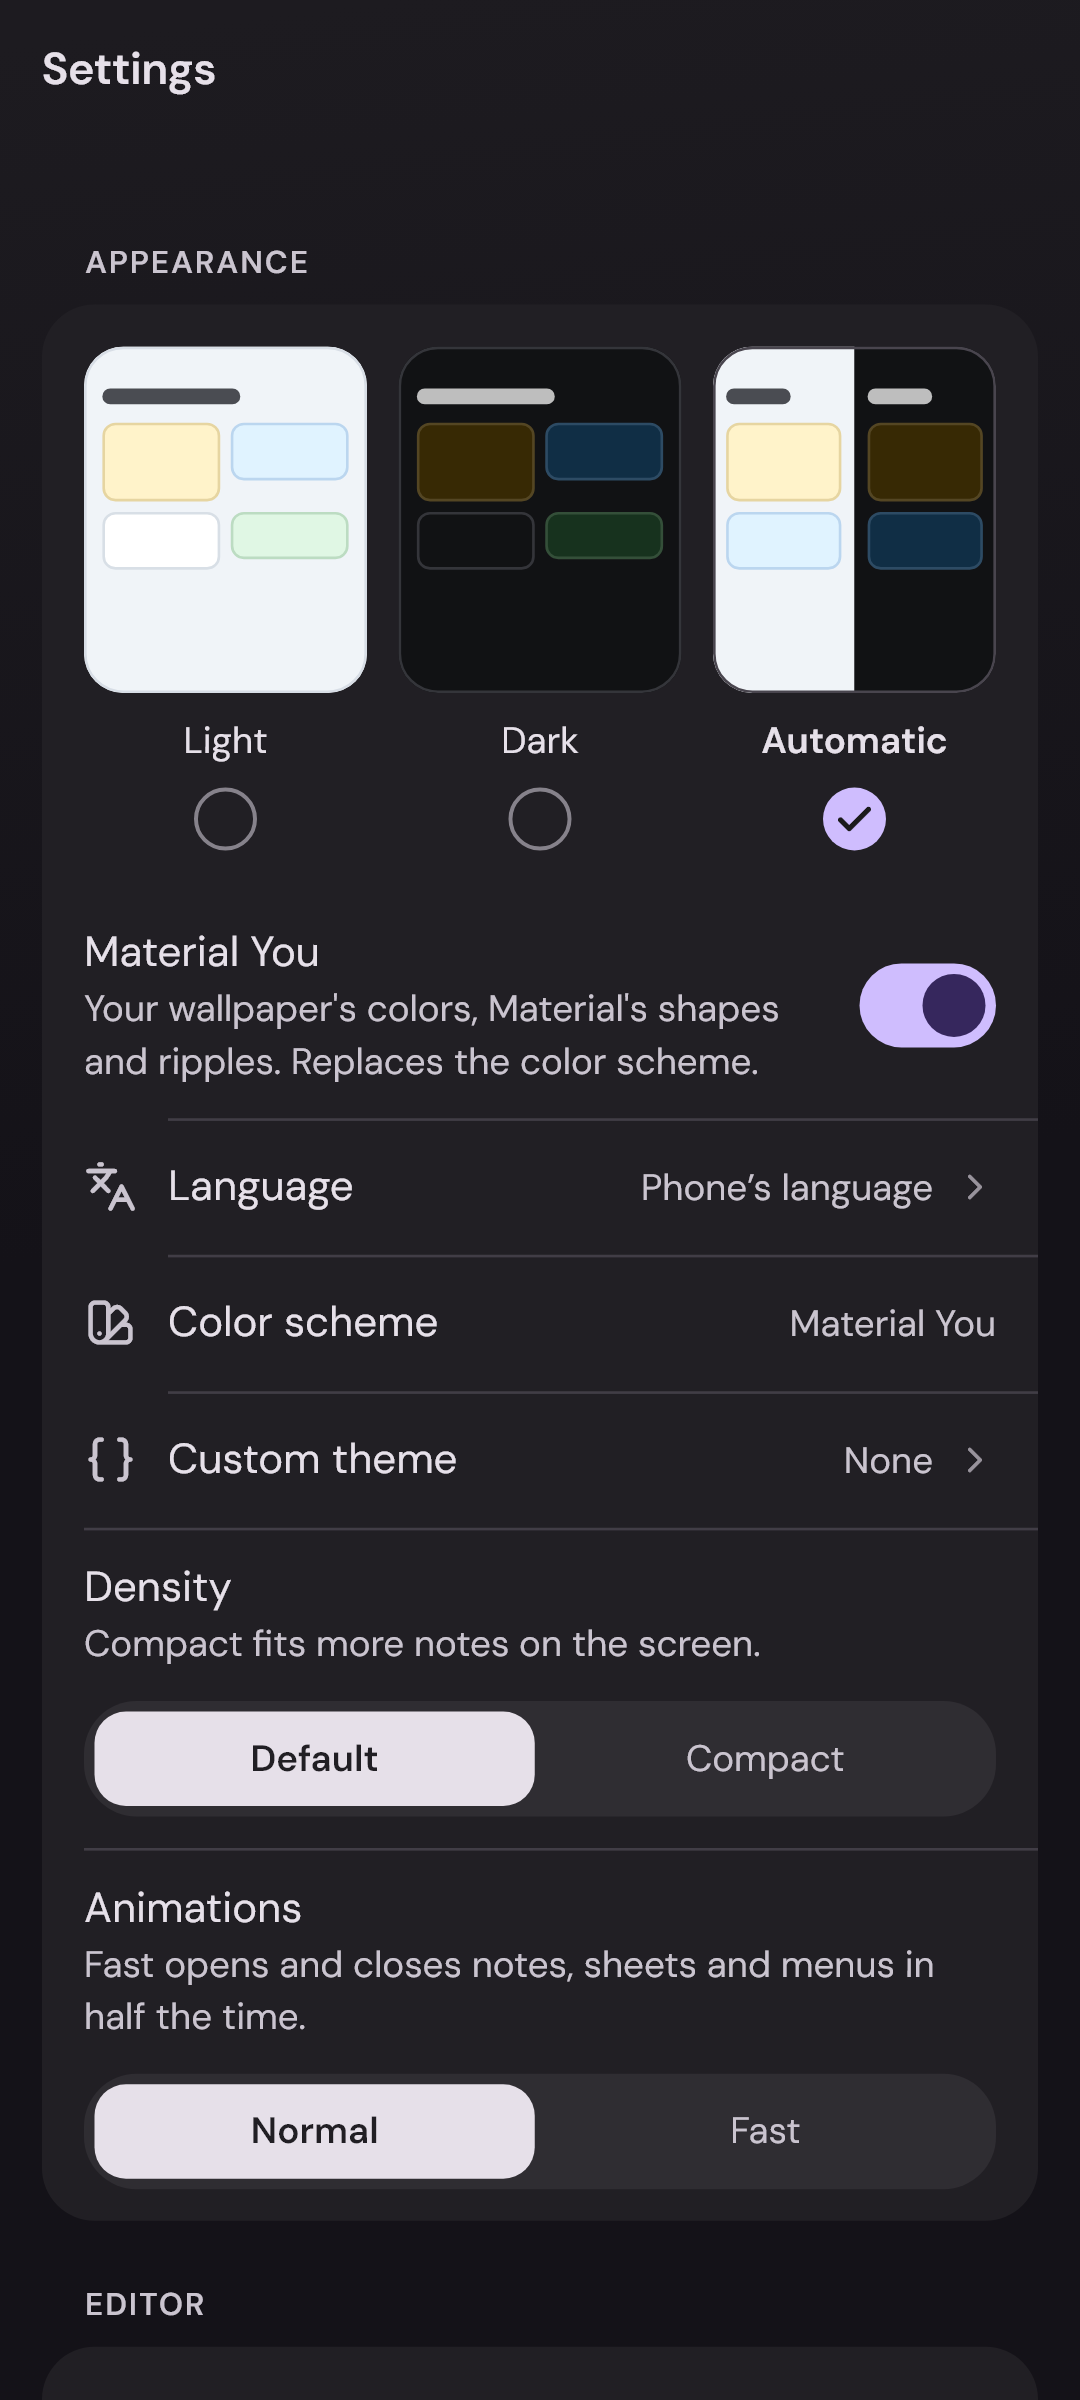 Settings
APPEARANCE
Light
Dark
Automatic
Material You
Your wallpaper's colors, Material's shapes
and ripples. Replaces the color scheme.
Language
Phone’s language
Color scheme
Material You
Custom theme
None
Density
Compact fits more notes on the screen.
Default
Compact
Animations
Fast opens and closes notes, sheets and menus in
half the time.
Normal
Fast
EDITOR